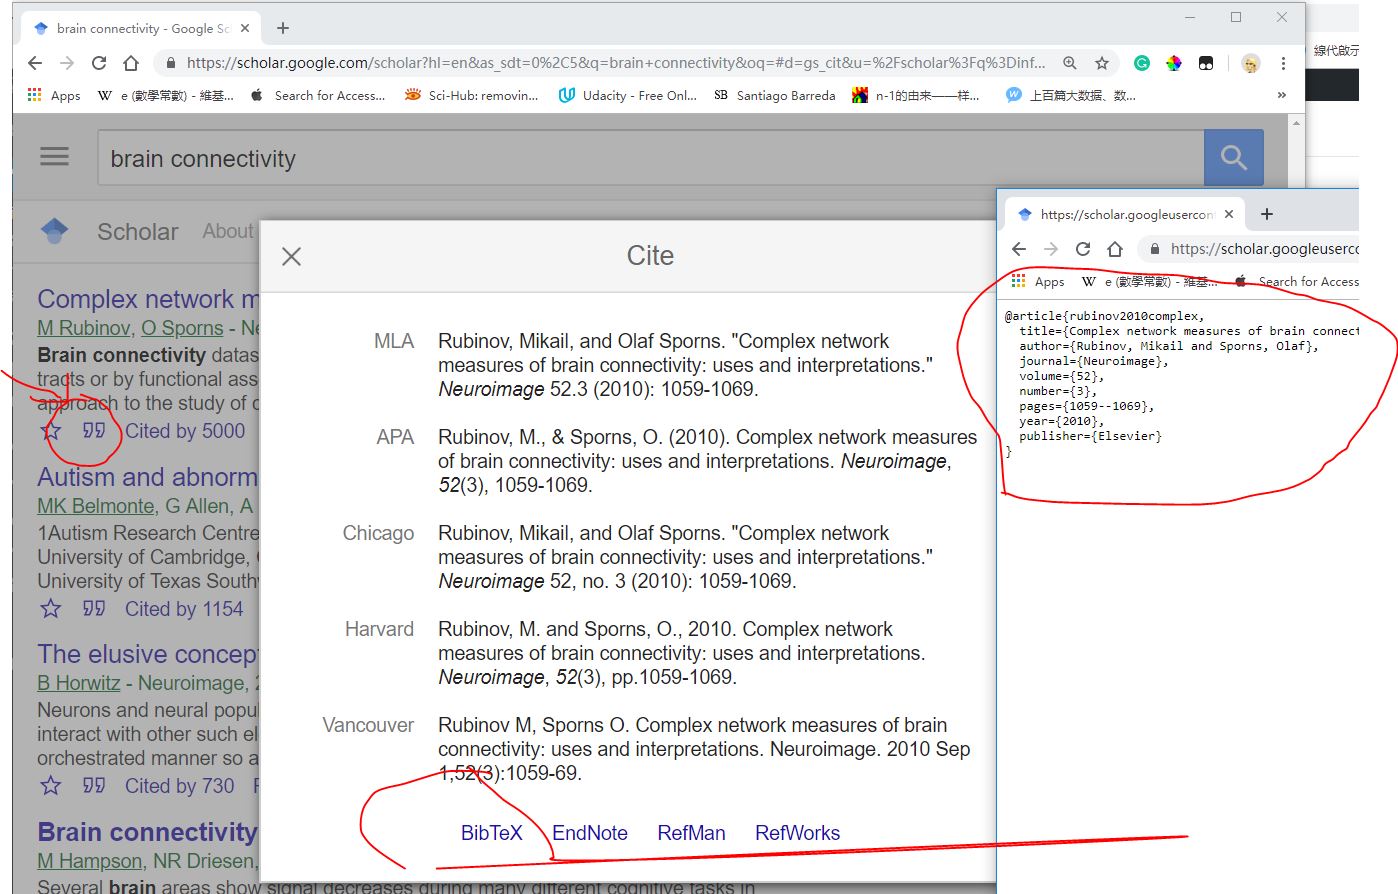 brain connectivity - Google Sc
https://scholar.google.com/scholar?hl=en&as_sdt=0%2C5&q=brain+connectivity&oq=#d=gs_cit&u=%2Fscholar%3Fq%3Dinf...
線代啟示
Apps W e (數學常數) - 維基... Search for Access... Sci-Hub: removin... Udacity - Free Onl... SB Santiago Barreda n-1的由来——样... 上百篇大数据、数... »
brain connectivity
Scholar About
Complex network m
M Rubinov, O Sporns - Ne
Brain connectivity datas
tracts or by functional ass
approach to the study of c
Cited by 5000
Autism and abnorm
MK Belmonte, G Allen, A
1Autism Research Centre
University of Cambridge,
University of Texas South
Cited by 1154
The elusive concep
B Horwitz - Neuroimage, 2
Neurons and neural popul
interact with other such el
orchestrated manner so a
Cited by 730
Brain connectivity
M Hampson, NR Driesen,
Several brain areas show signal decreases during many different cognitive tasks in
Cite
MLA Rubinov, Mikail, and Olaf Sporns. "Complex network
measures of brain connectivity: uses and interpretations."
Neuroimage 52.3 (2010): 1059-1069.
APA Rubinov, M., & Sporns, O. (2010). Complex network measures
of brain connectivity: uses and interpretations. Neuroimage,
52(3), 1059-1069.
Chicago Rubinov, Mikail, and Olaf Sporns. "Complex network
measures of brain connectivity: uses and interpretations."
Neuroimage 52, no. 3 (2010): 1059-1069.
Harvard Rubinov, M. and Sporns, O., 2010. Complex network
measures of brain connectivity: uses and interpretations.
Neuroimage, 52(3), pp.1059-1069.
Vancouver Rubinov M, Sporns O. Complex network measures of brain
connectivity: uses and interpretations. Neuroimage. 2010 Sep
1;52(3):1059-69.
BibTeX EndNote RefMan RefWorks
https://scholar.googleusercont
https://scholar.googleuserco
Apps W e (數學常數) - 維基... Search for Access
@article{rubinov2010complex,
title={Complex network measures of brain connect
author={Rubinov, Mikail and Sporns, Olaf},
journal={Neuroimage},
volume={52},
number={3},
pages={1059--1069},
year={2010},
publisher={Elsevier}
}